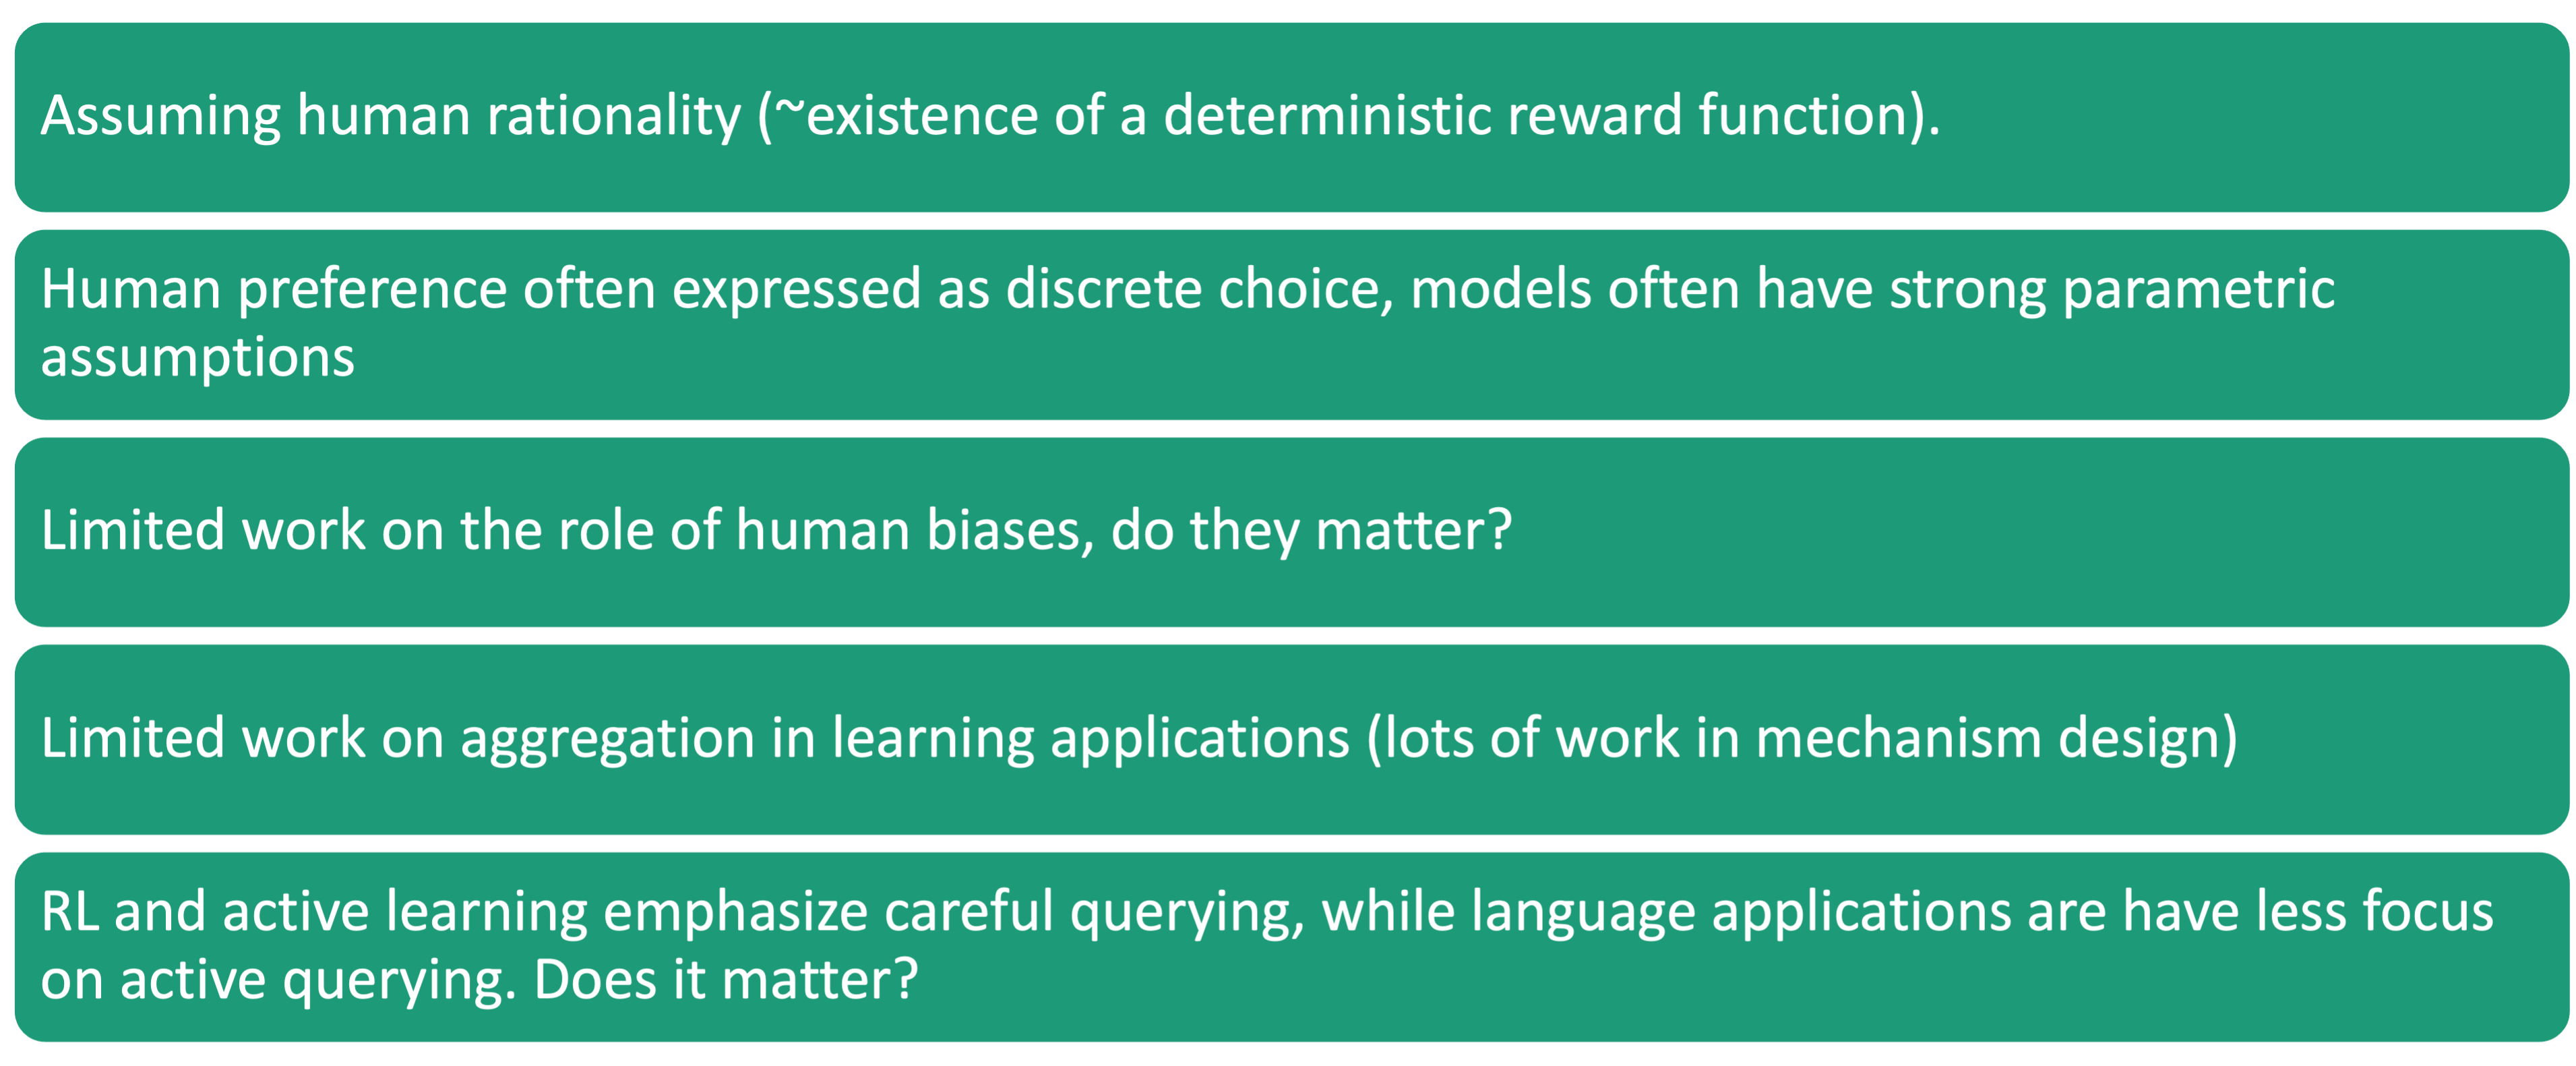 Assuming human rationality (~existence of a deterministic reward function).
Human preference often expressed as discrete choice, models often have strong parametric
assumptions
Limited work on the role of human biases, do they matter?
Limited work on aggregation in learning applications (lots of work in mechanism design)
RL and active learning emphasize careful querying, while language applications are have less focus
on active querying. Does it matter?